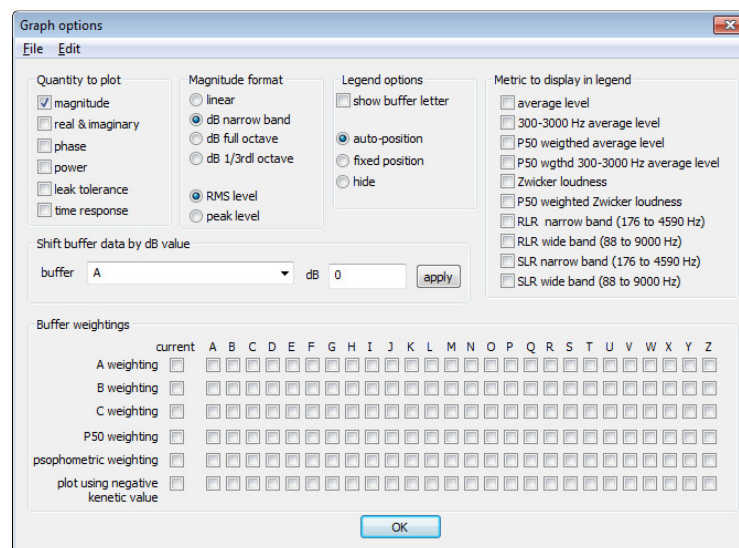 Graph options
File Edit
Quantity to plot
magnitude
real & imaginary
phase
power
leak tolerance
time response
Magnitude format
linear
dB narrow band
dB full octave
dB 1/3rdl octave
RMS level
peak level
Legend options
show buffer letter
auto-position
fixed position
hide
Metric to display in legend
average level
300-3000 Hz average level
P50 weigthed average level
P50 wgthd 300-3000 Hz average level
Zwicker loudness
P50 weighted Zwicker loudness
RLR narrow band (176 to 4590 Hz)
RLR wide band (88 to 9000 Hz)
SLR narrow band (176 to 4590 Hz)
SLR wide band (88 to 9000 Hz)
Shift buffer data by dB value
buffer A dB 0 apply
Buffer weightings
current A B C D E F G H I J K L M N O P Q R S T U V W X Y Z
A weighting
B weighting
C weighting
P50 weighting
psophometric weighting
plot using negative
kenetic value
OK